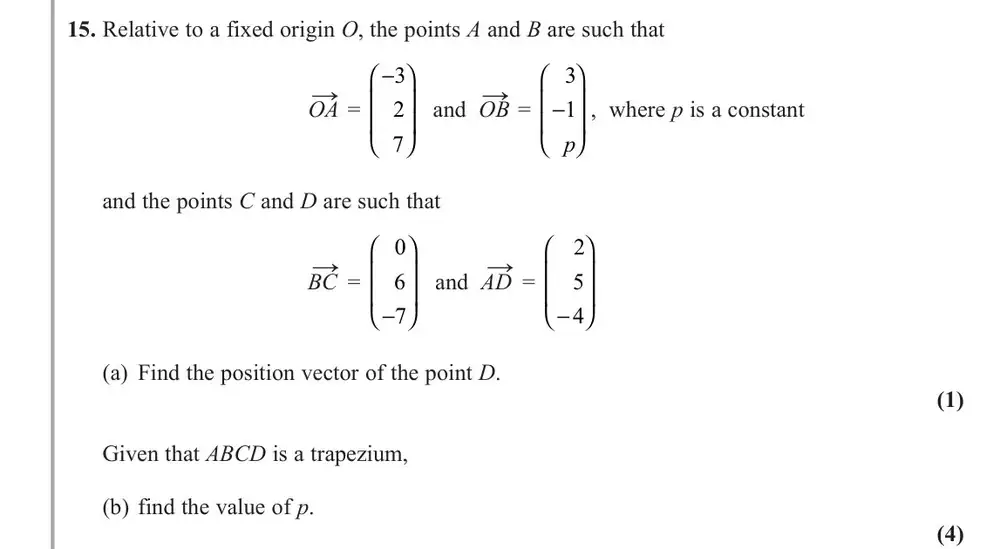 15. Relative to a fixed origin O, the points A and B are such that
→OA = (−3 2 7) and →OB = (3 −1 p), where p is a constant
and the points C and D are such that
→BC = (0 6 −7) and →AD = (2 5 −4)
(a) Find the position vector of the point D.
(1)
Given that ABCD is a trapezium,
(b) find the value of p.
(4)